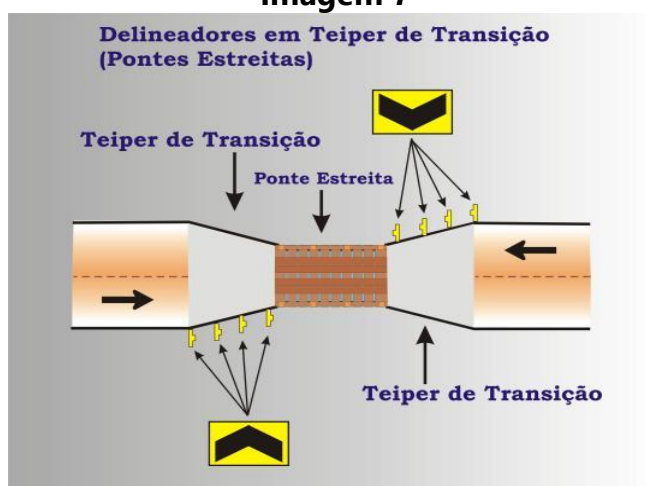 Imagem 7
Delineadores em Teiper de Transição
(Pontes Estreitas)
Teiper de Transição
Ponte Estreita
Teiper de Transição